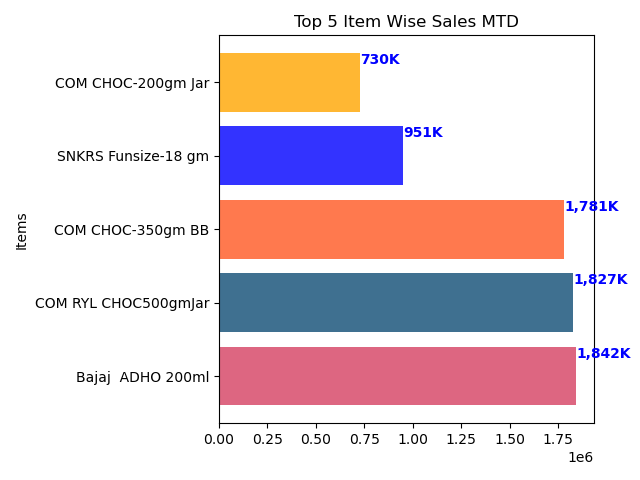 Top 5 Item Wise Sales MTD
COM CHOC-200gm Jar
730K
SNKRS Funsize-18 gm
951K
Items
COM CHOC-350gm BB
1,781K
COM RYL CHOC500gmJar
1,827K
Bajaj  ADHO 200ml
1,842K
0.00 0.25 0.50 0.75 1.00 1.25 1.50 1.75
1e6